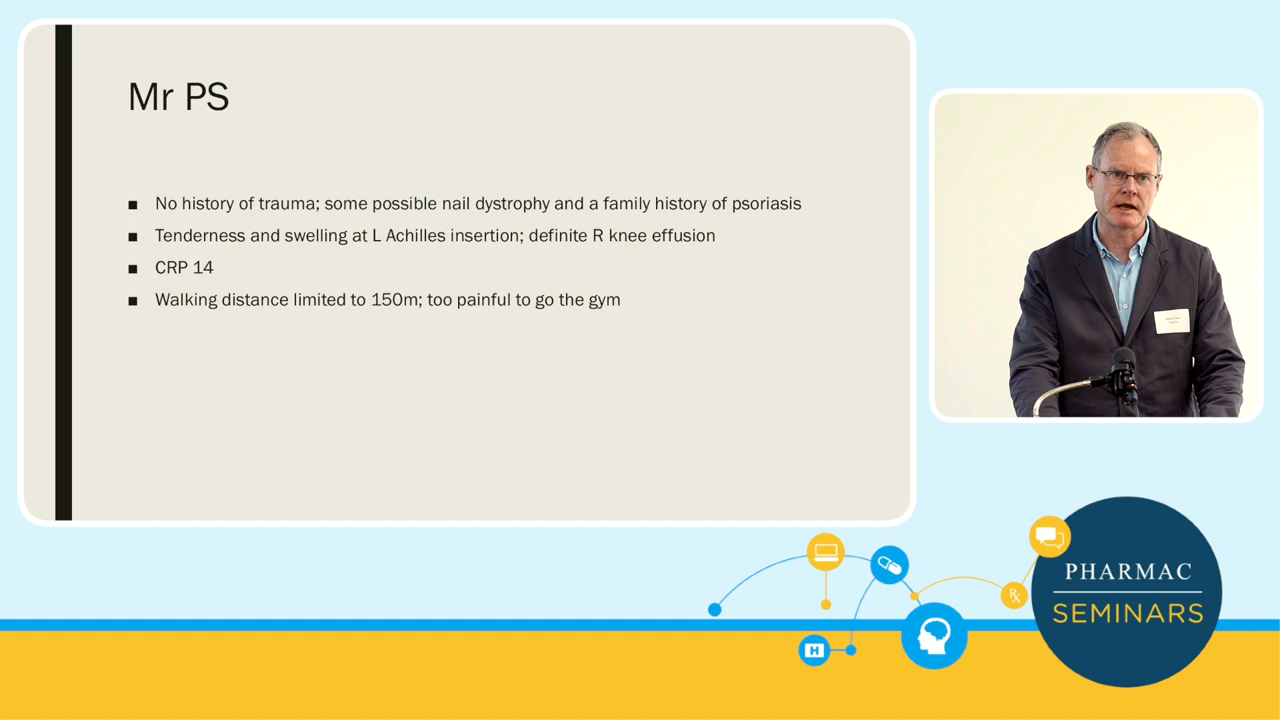 Mr PS
■ No history of trauma; some possible nail dystrophy and a family history of psoriasis
■ Tenderness and swelling at L Achilles insertion; definite R knee effusion
■ CRP 14
■ Walking distance limited to 150m; too painful to go the gym
PHARMAC
SEMINARS
Rx
H